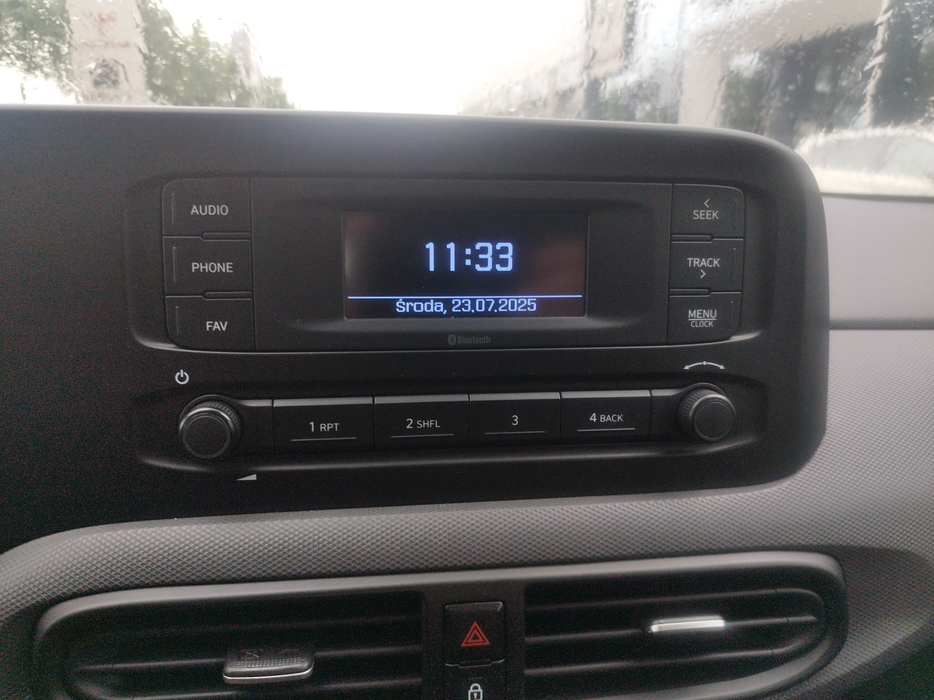 AUDIO
PHONE
FAV
11:33
środa, 23.07.2025
Bluetooth
SEEK
TRACK
MENU
CLOCK
1 RPT
2 SHFL
3
4 BACK